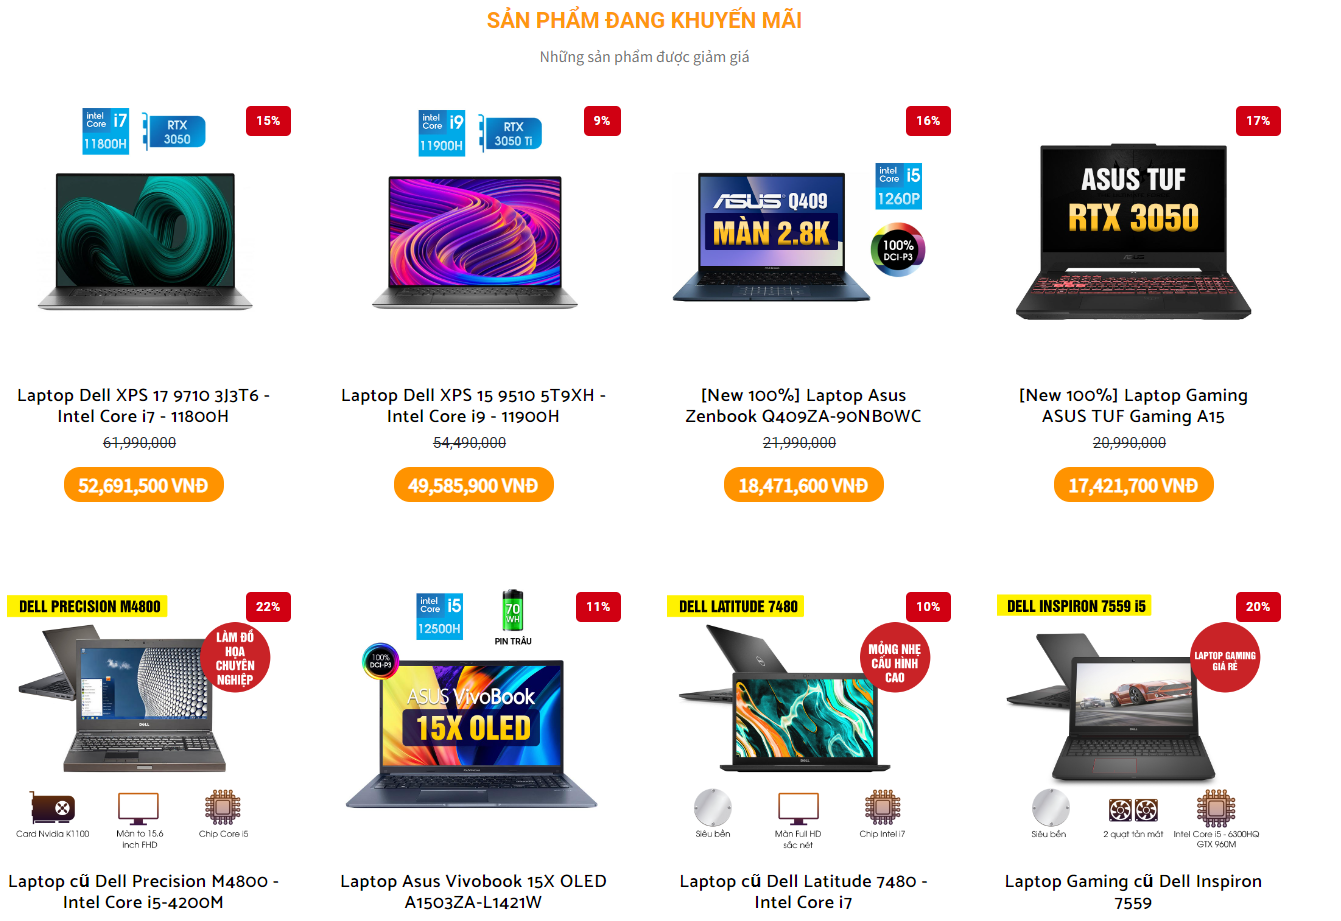 SẢN PHẨM ĐANG KHUYẾN MÃI
Những sản phẩm được giảm giá
intel Core i7
11800H
RTX
3050
15%
intel Core i9
11900H
RTX
3050 Ti
9%
16%
intel Core i5
1260P
ASUS Q409
MÀN 2.8K
100%
DCI-P3
17%
ASUS TUF
RTX 3050
ASUS
Laptop Dell XPS 17 9710 3J3T6 -
Intel Core i7 - 11800H
61,990,000
52,691,500 VNĐ
Laptop Dell XPS 15 9510 5T9XH -
Intel Core i9 - 11900H
54,490,000
49,585,900 VNĐ
[New 100%] Laptop Asus
Zenbook Q409ZA-90NB0WC
21,990,000
18,471,600 VNĐ
[New 100%] Laptop Gaming
ASUS TUF Gaming A15
20,990,000
17,421,700 VNĐ
DELL PRECISION M4800
22%
LÀM ĐỒ
HỌA
CHUYÊN
NGHIỆP
DELL
Card Nvidia K1100
Màn to 15.6
inch FHD
Chip Core i5
intel Core i5
12500H
70
WH
PIN TRÂU
11%
100%
DCI-P3
ASUS VivoBook
15X OLED
DELL LATITUDE 7480
10%
MỎNG NHẸ
CẤU HÌNH
CAO
DELL
Siêu bền
Màn Full HD
sắc nét
Chip Intel i7
DELL INSPIRON 7559 i5
20%
LAPTOP GAMING
GIÁ RẺ
DELL
Siêu bền
2 quạt tản mát
Intel Core i5 - 6300HQ
GTX 960M
Laptop cũ Dell Precision M4800 -
Intel Core i5-4200M
Laptop Asus Vivobook 15X OLED
A1503ZA-L1421W
Laptop cũ Dell Latitude 7480 -
Intel Core i7
Laptop Gaming cũ Dell Inspiron
7559